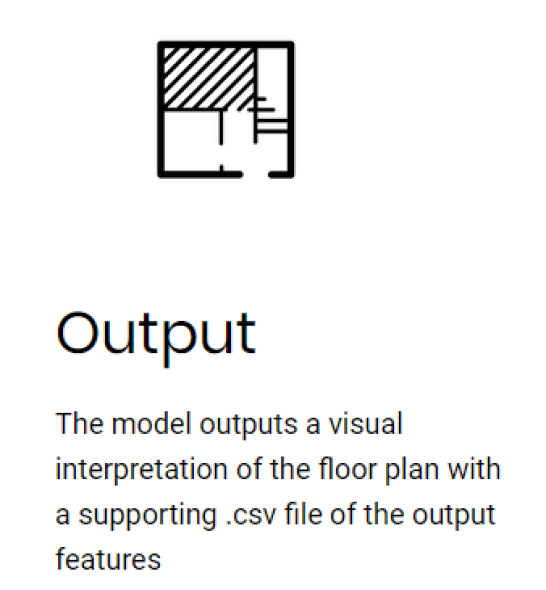 Output
The model outputs a visual
interpretation of the floor plan with
a supporting .csv file of the output
features